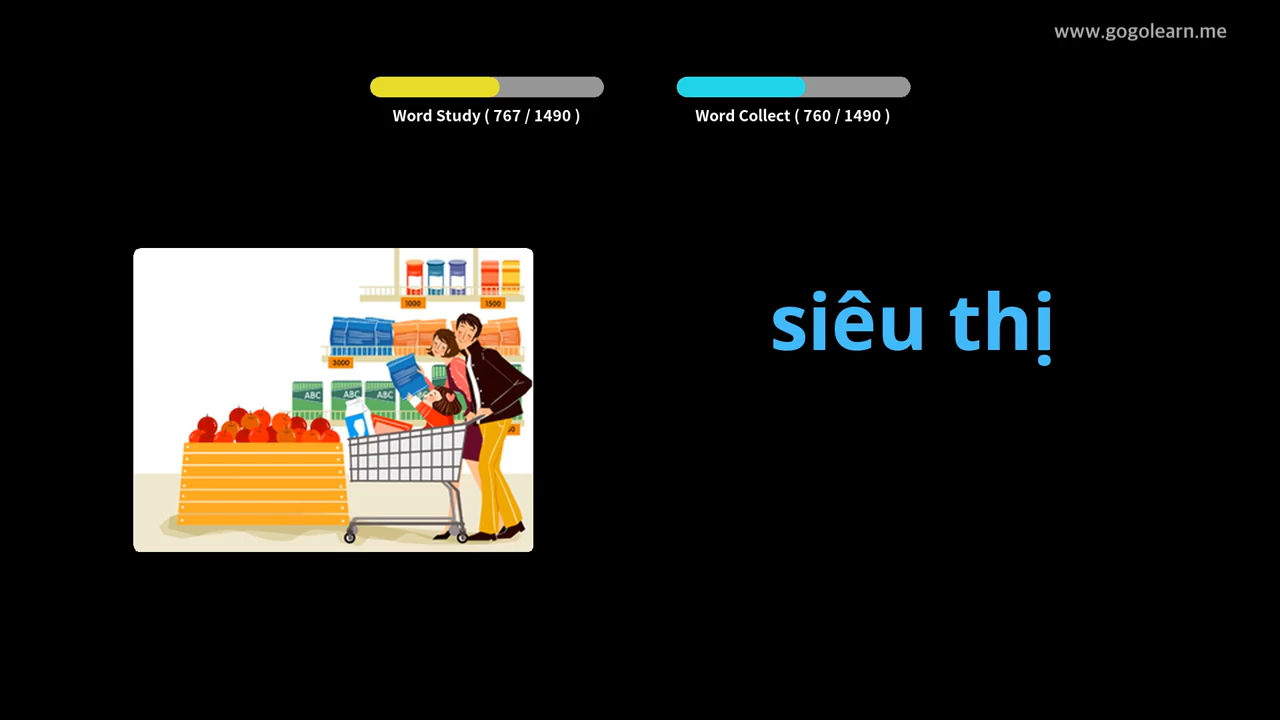 www.gogolearn.me
Word Study ( 767 / 1490 )
Word Collect ( 760 / 1490 )
siêu thị
1000
1500
3000
ABC
ABC
ABC